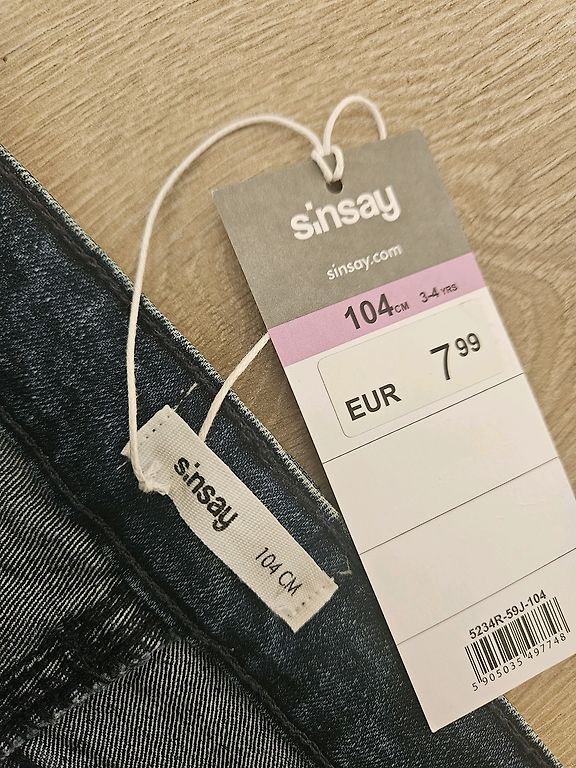 sinsay
sinsay.com
104CM 3-4 YRS
EUR 7 99
5234R-59J-104
5 905035 497748
sinsay
104 CM